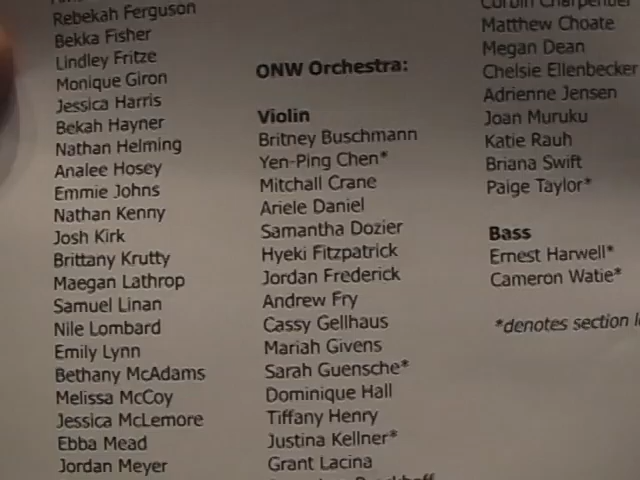 Rebekah Ferguson
Bekka Fisher
Lindley Fritze
Monique Giron
Jessica Harris
Bekah Hayner
Nathan Helming
Analee Hosey
Emmie Johns
Nathan Kenny
Josh Kirk
Brittany Krutty
Maegan Lathrop
Samuel Linan
Nile Lombard
Emily Lynn
Bethany McAdams
Melissa McCoy
Jessica McLemore
Ebba Mead
Jordan Meyer
ONW Orchestra:
Violin
Britney Buschmann
Yen-Ping Chen*
Mitchall Crane
Ariele Daniel
Samantha Dozier
Hyeki Fitzpatrick
Jordan Frederick
Andrew Fry
Cassy Gellhaus
Mariah Givens
Sarah Guensche*
Dominique Hall
Tiffany Henry
Justina Kellner*
Grant Lacina
Matthew Choate
Megan Dean
Chelsie Ellenbecker
Adrienne Jensen
Joan Muruku
Katie Rauh
Briana Swift
Paige Taylor*
Bass
Ernest Harwell*
Cameron Watie*
*denotes section